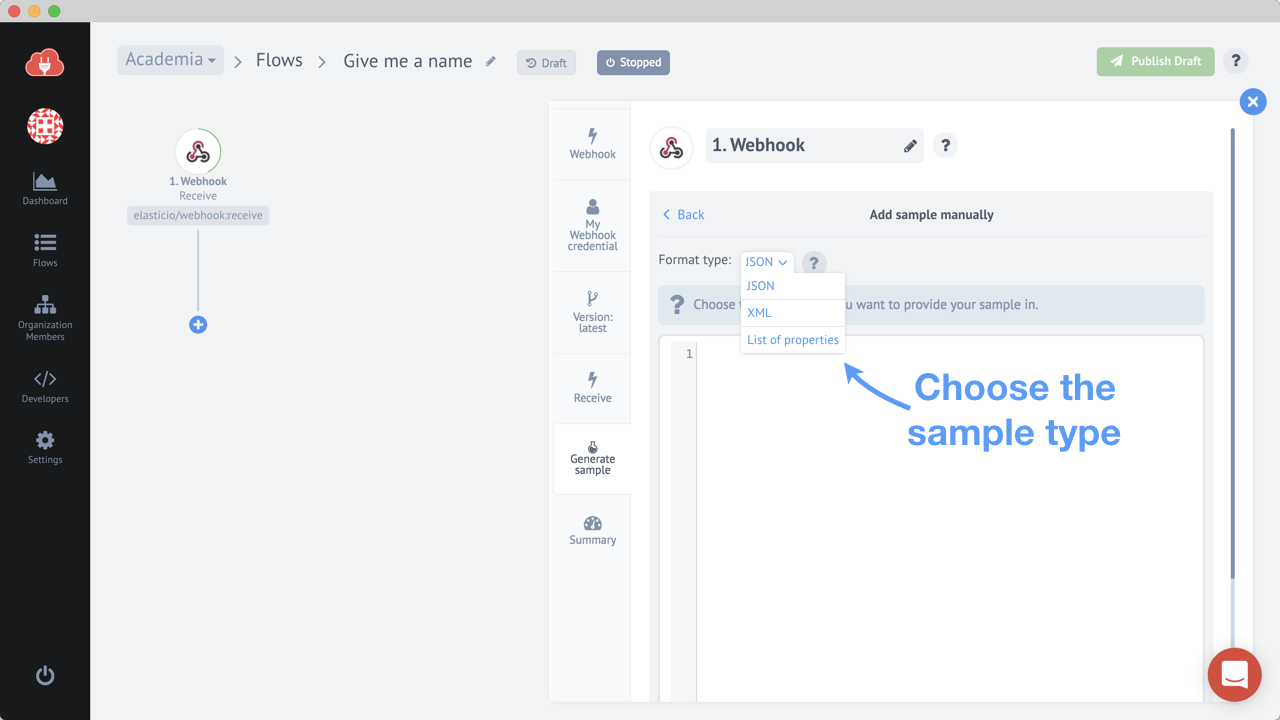 Academia
Flows
Give me a name
Draft
Stopped
Publish Draft
?
Dashboard
Flows
Organization
Members
Developers
Settings
1. Webhook
Receive
elasticio/webhook:receive
Webhook
My
Webhook
credential
Version:
latest
Receive
Generate
sample
Summary
1. Webhook
?
Back
Add sample manually
Format type:
JSON
?
JSON
XML
List of properties
? Choose
u want to provide your sample in.
1
Choose the
sample type